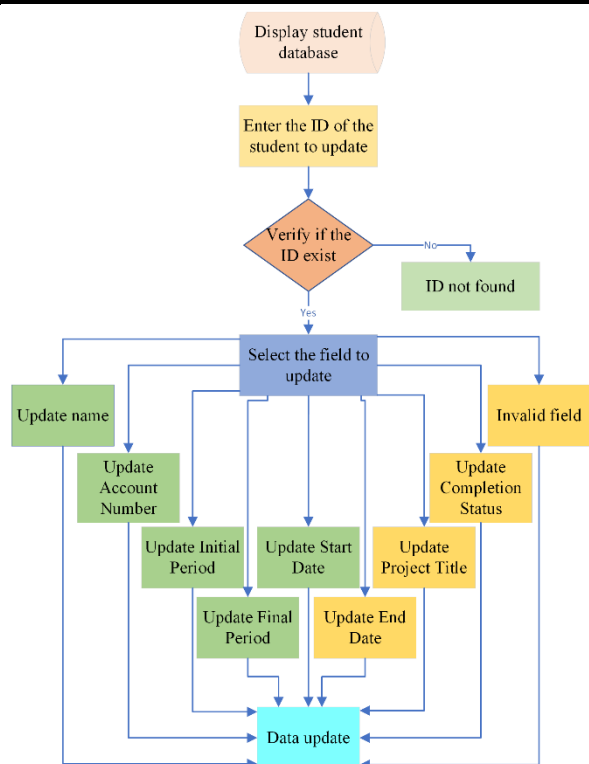 Display student
database
Enter the ID of the
student to update
Verify if the
ID exist
No
ID not found
Yes
Select the field to
update
Update name
Invalid field
Update
Account
Number
Update
Completion
Status
Update Initial
Period
Update Start
Date
Update
Project Title
Update Final
Period
Update End
Date
Data update